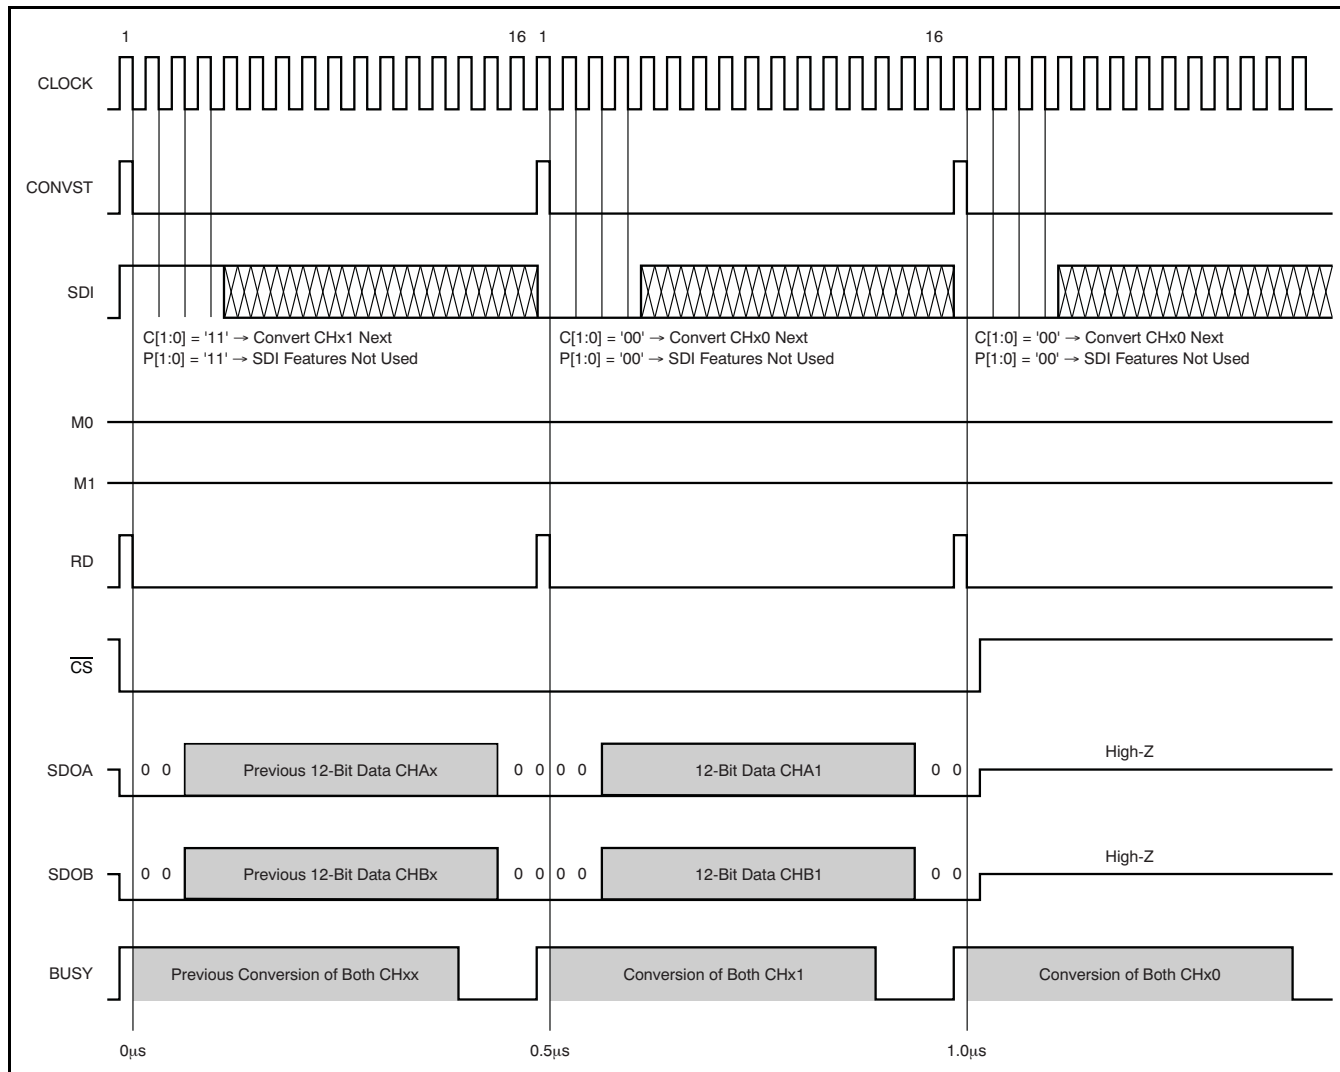 1 16 1 16
CLOCK
CONVST
SDI
C[1:0] = '11' → Convert CHx1 Next
P[1:0] = '11' → SDI Features Not Used
C[1:0] = '00' → Convert CHx0 Next
P[1:0] = '00' → SDI Features Not Used
C[1:0] = '00' → Convert CHx0 Next
P[1:0] = '00' → SDI Features Not Used
M0
M1
RD
CS
SDOA 0 0 Previous 12-Bit Data CHAx 0 0 0 0 12-Bit Data CHA1 0 0 High-Z
SDOB 0 0 Previous 12-Bit Data CHBx 0 0 0 0 12-Bit Data CHB1 0 0 High-Z
BUSY Previous Conversion of Both CHxx Conversion of Both CHx1 Conversion of Both CHx0
0μs 0.5μs 1.0μs